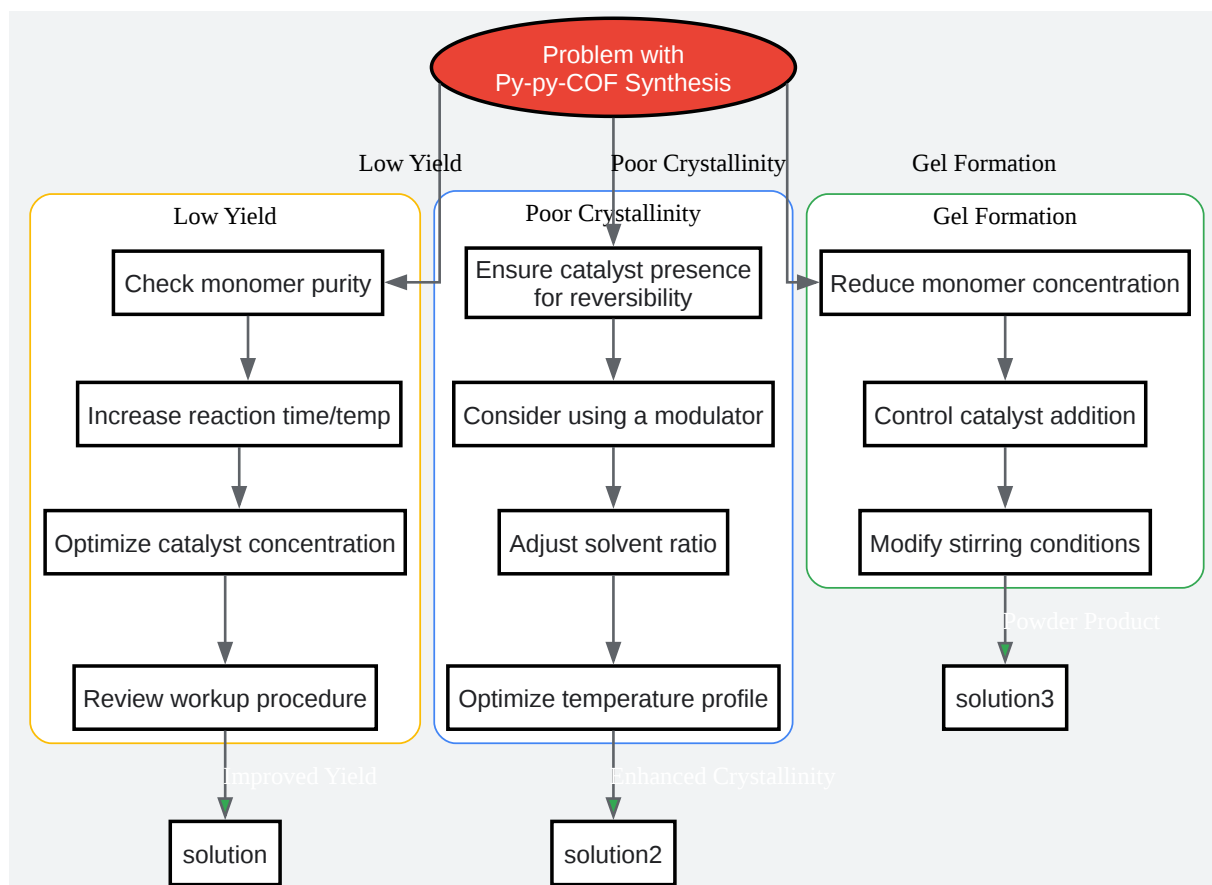 Problem with
Py-py-COF Synthesis
Low Yield
Poor Crystallinity
Gel Formation
Low Yield
Check monomer purity
Increase reaction time/temp
Optimize catalyst concentration
Review workup procedure
Improved Yield
solution
Poor Crystallinity
Ensure catalyst presence
for reversibility
Consider using a modulator
Adjust solvent ratio
Optimize temperature profile
Enhanced Crystallinity
solution2
Gel Formation
Reduce monomer concentration
Control catalyst addition
Modify stirring conditions
Powder Product
solution3